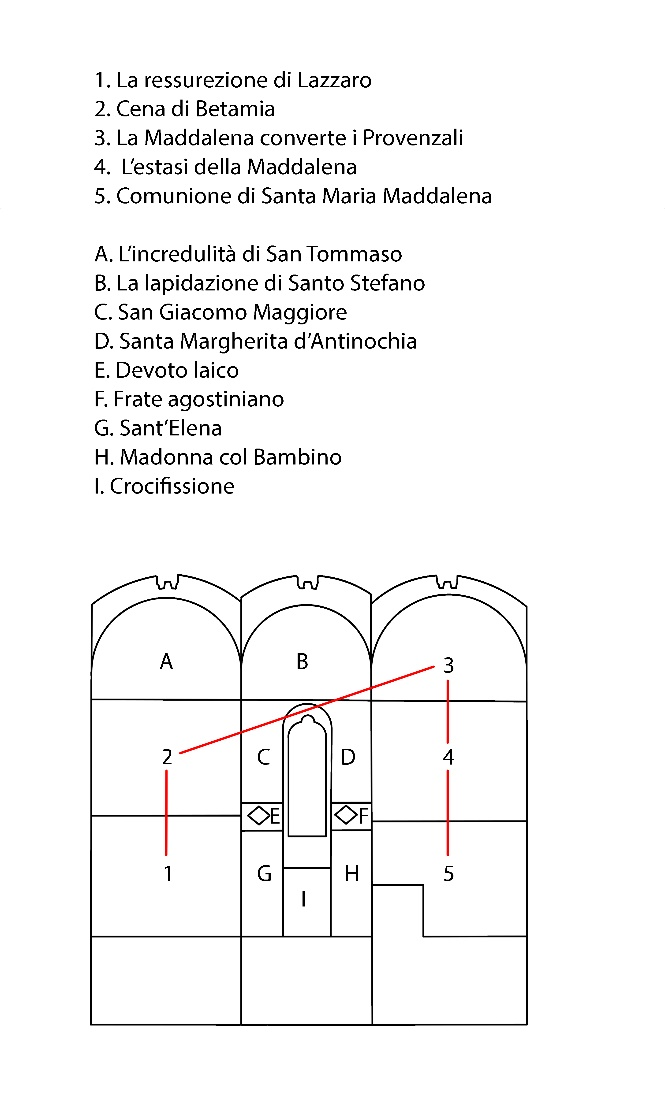 1. La ressurezione di Lazzaro
2. Cena di Betamia
3. La Maddalena converte i Provenzali
4. L'estasi della Maddalena
5. Comunione di Santa Maria Maddalena
A. L'incredulità di San Tommaso
B. La lapidazione di Santo Stefano
C. San Giacomo Maggiore
D. Santa Margherita d'Antinochia
E. Devoto laico
F. Frate agostiniano
G. Sant'Elena
H. Madonna col Bambino
I. Crocifissione
A B 3
2 C D 4
E F
1 G H 5
I